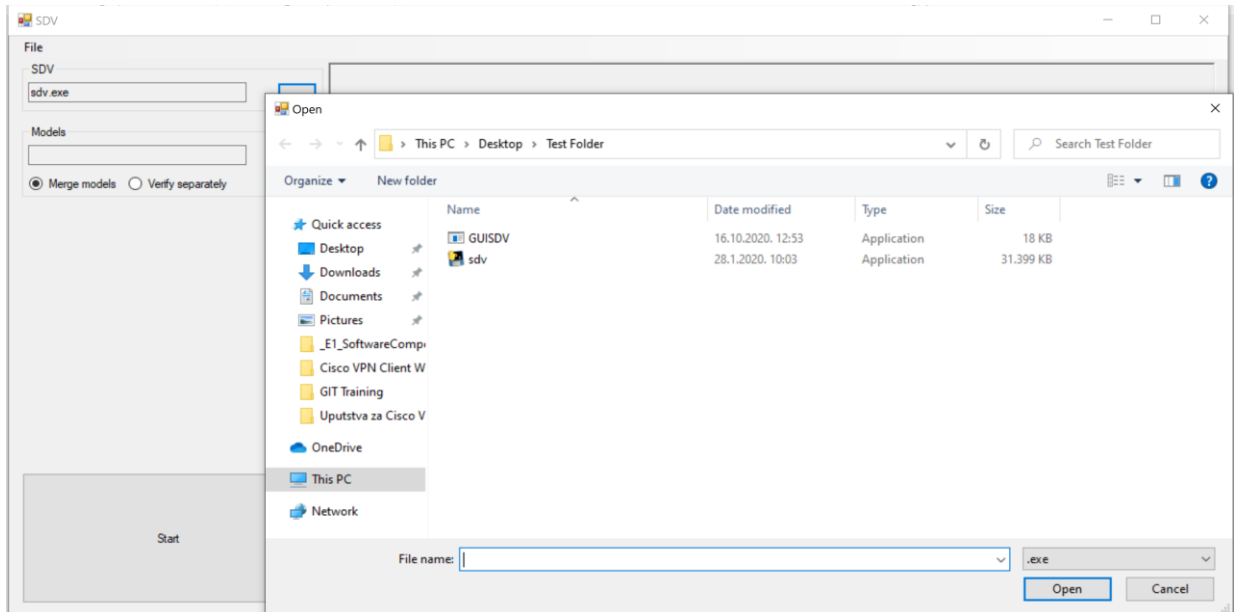 SDV
File
SDV
sdv.exe
Models
Merge models Verify separately
Start
Open
This PC > Desktop > Test Folder
Search Test Folder
Organize New folder
Name Date modified Type Size
GUISDV 16.10.2020. 12:53 Application 18 KB
sdv 28.1.2020. 10:03 Application 31.399 KB
Quick access
Desktop
Downloads
Documents
Pictures
_E1_SoftwareComp
Cisco VPN Client W
GIT Training
Uputstva za Cisco V
OneDrive
This PC
Network
File name: .exe
Open Cancel